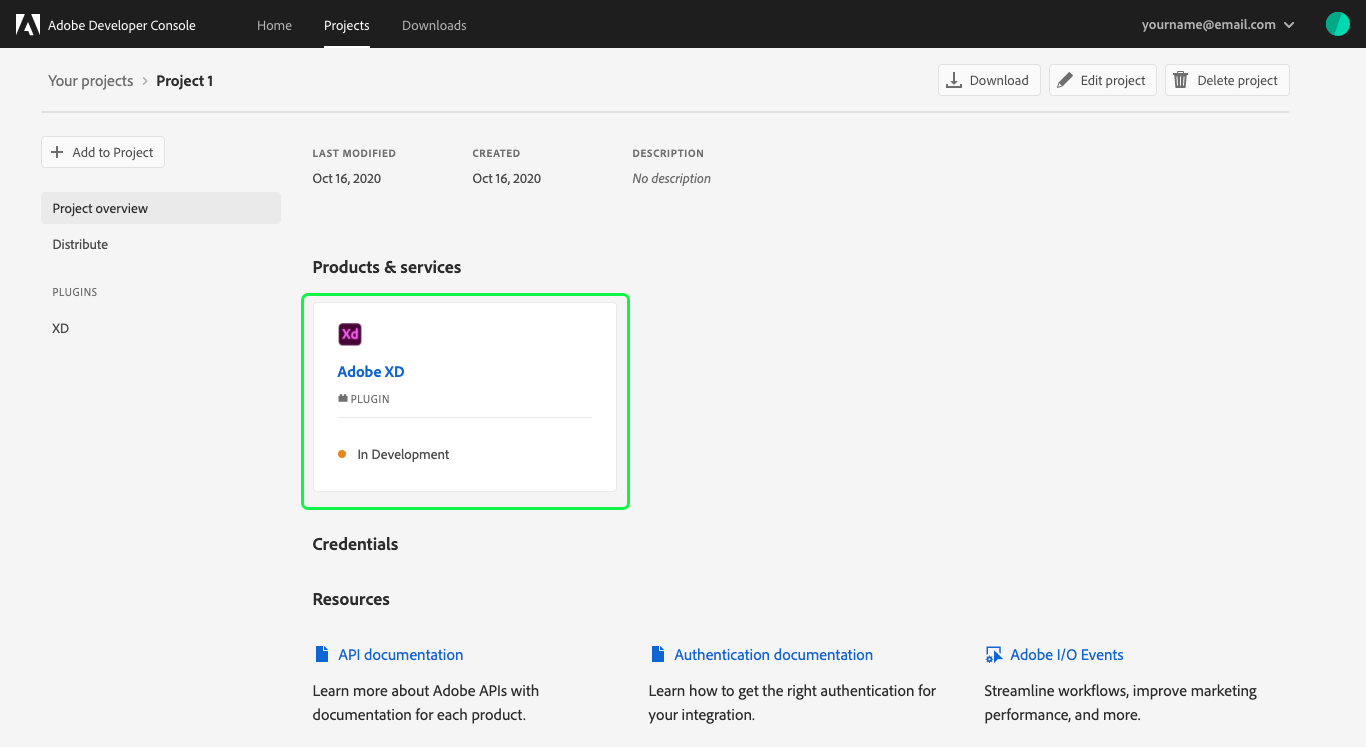 Adobe Developer Console Home Projects Downloads yourname@email.com
Your projects > Project 1 Download Edit project Delete project
Add to Project
Project overview
Distribute
PLUGINS
XD
LAST MODIFIED CREATED DESCRIPTION
Oct 16, 2020 Oct 16, 2020 No description
Products & services
Xd
Adobe XD
PLUGIN
In Development
Credentials
Resources
API documentation
Learn more about Adobe APIs with
documentation for each product.
Authentication documentation
Learn how to get the right authentication for
your integration.
Adobe I/O Events
Streamline workflows, improve marketing
performance, and more.